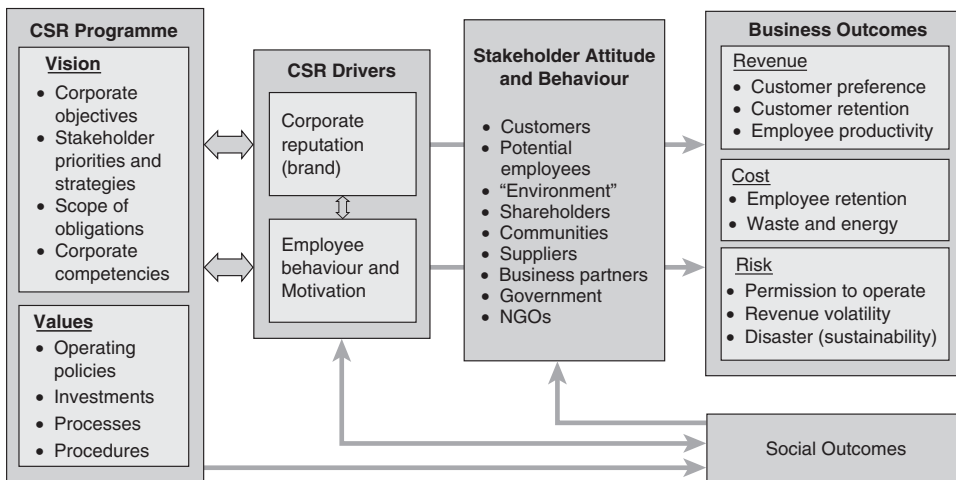 CSR Programme
Vision
• Corporate
objectives
• Stakeholder
priorities and
strategies
• Scope of
obligations
• Corporate
competencies
Values
• Operating
policies
• Investments
• Processes
• Procedures
CSR Drivers
Corporate
reputation
(brand)
Employee
behaviour and
Motivation
Stakeholder Attitude
and Behaviour
• Customers
• Potential
employees
• “Environment”
• Shareholders
• Communities
• Suppliers
• Business partners
• Government
• NGOs
Business Outcomes
Revenue
• Customer preference
• Customer retention
• Employee productivity
Cost
• Employee retention
• Waste and energy
Risk
• Permission to operate
• Revenue volatility
• Disaster (sustainability)
Social Outcomes